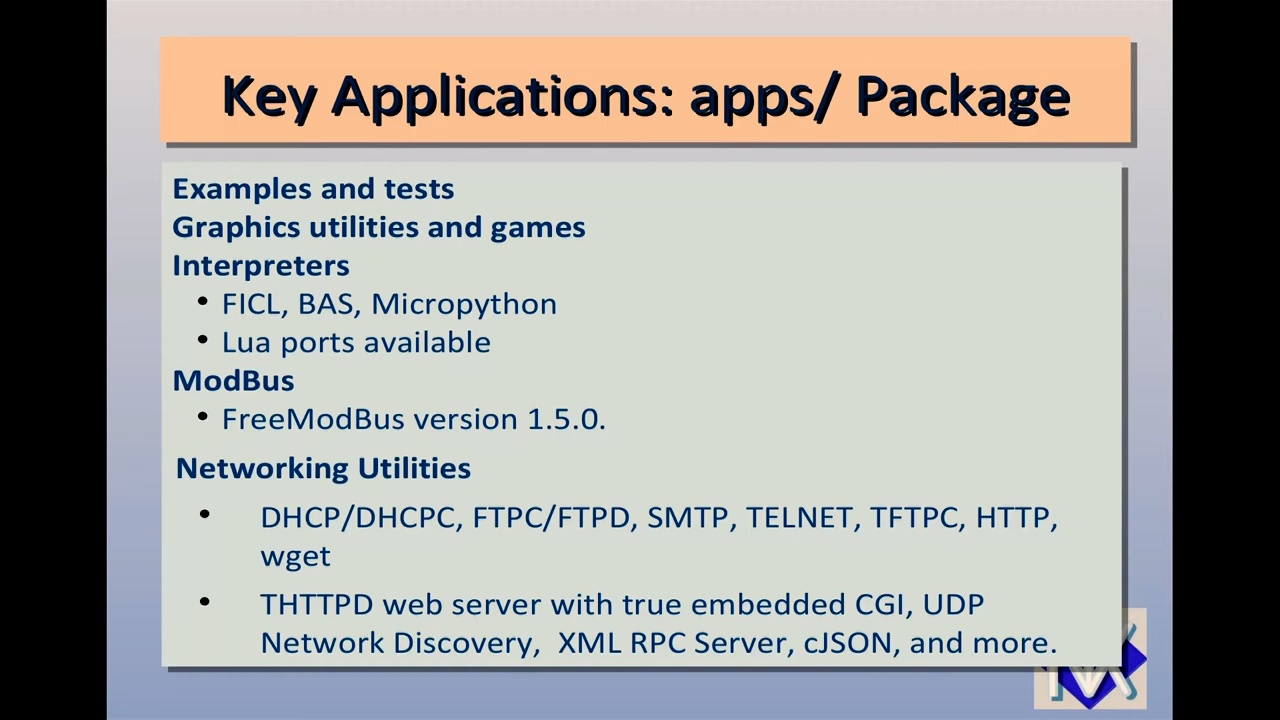 Key Applications: apps/ Package
Examples and tests
Graphics utilities and games
Interpreters
• FICL, BAS, Micropython
• Lua ports available
ModBus
• FreeModBus version 1.5.0.
Networking Utilities
• DHCP/DHCPC, FTPC/FTPD, SMTP, TELNET, TFTPC, HTTP,
wget
• THTTPD web server with true embedded CGI, UDP
Network Discovery, XML RPC Server, cJSON, and more.